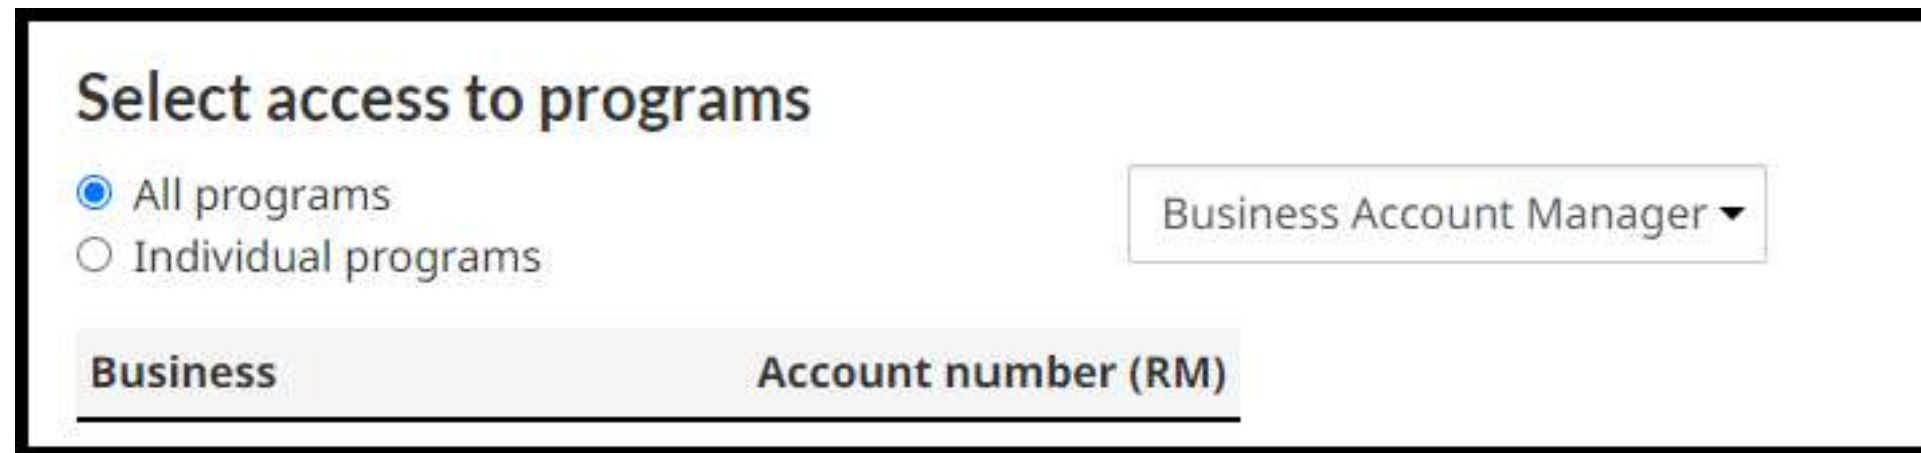 Select access to programs
All programs
Business Account Manager
Individual programs
Business Account number (RM)